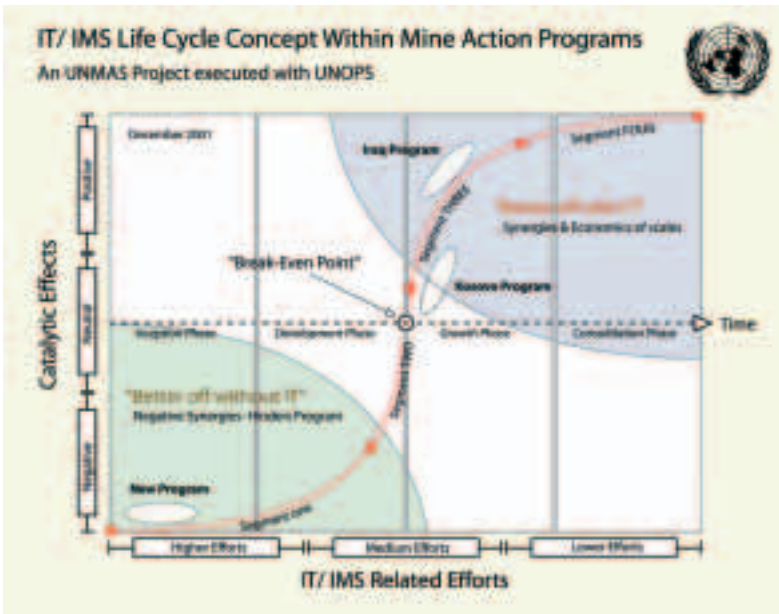 IT/ IMS Life Cycle Concept Within Mine Action Programs
An UNMAS Project executed with UNOPS
December 2001
Iraq Program
Segment FOUR
Segment THREE
Synergies & Economics of scales
"Break-Even Point"
Kosovo Program
Time
Inception Phase
Development Phase
Growth Phase
Consolidation Phase
Segment TWO
"Better off without IT"
Negative Synergies- Hinders Program
New Program
Segment one
Catalytic Effects
Positive
Neutral
Negative
Higher Efforts
Medium Efforts
Lower Efforts
IT/ IMS Related Efforts